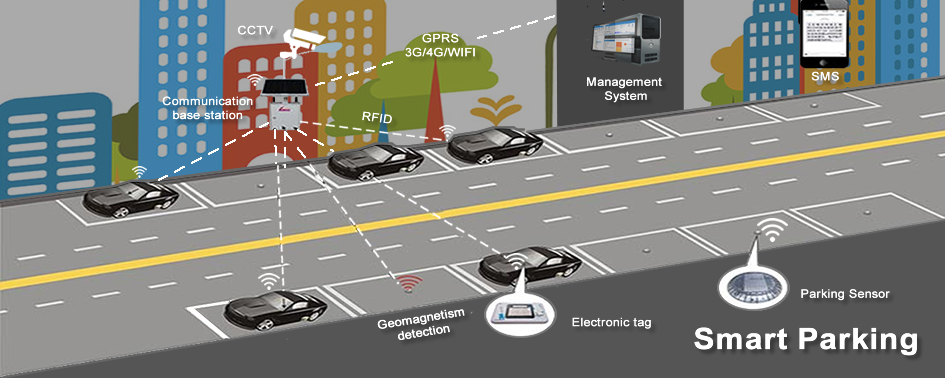 CCTV
GPRS
3G/4G/WIFI
Management
System
SMS
Communication
base station
RFID
Geomagnetism
detection
Electronic tag
Parking Sensor
Smart Parking